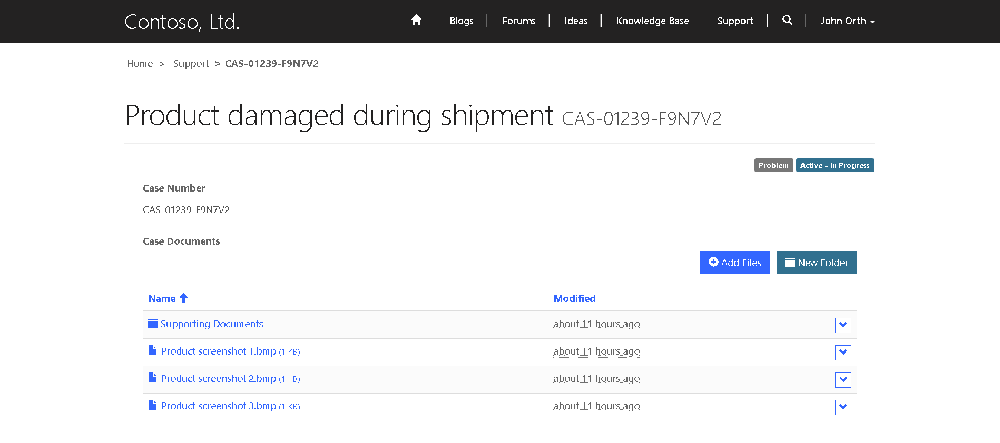 Contoso, Ltd.
Blogs
Forums
Ideas
Knowledge Base
Support
John Orth
Home > Support > CAS-01239-F9N7V2
Product damaged during shipment CAS-01239-F9N7V2
Problem
Active – In Progress
Case Number
CAS-01239-F9N7V2
Case Documents
Add Files
New Folder
Name Modified
Supporting Documents about 11 hours ago
Product screenshot 1.bmp (1 KB) about 11 hours ago
Product screenshot 2.bmp (1 KB) about 11 hours ago
Product screenshot 3.bmp (1 KB) about 11 hours ago